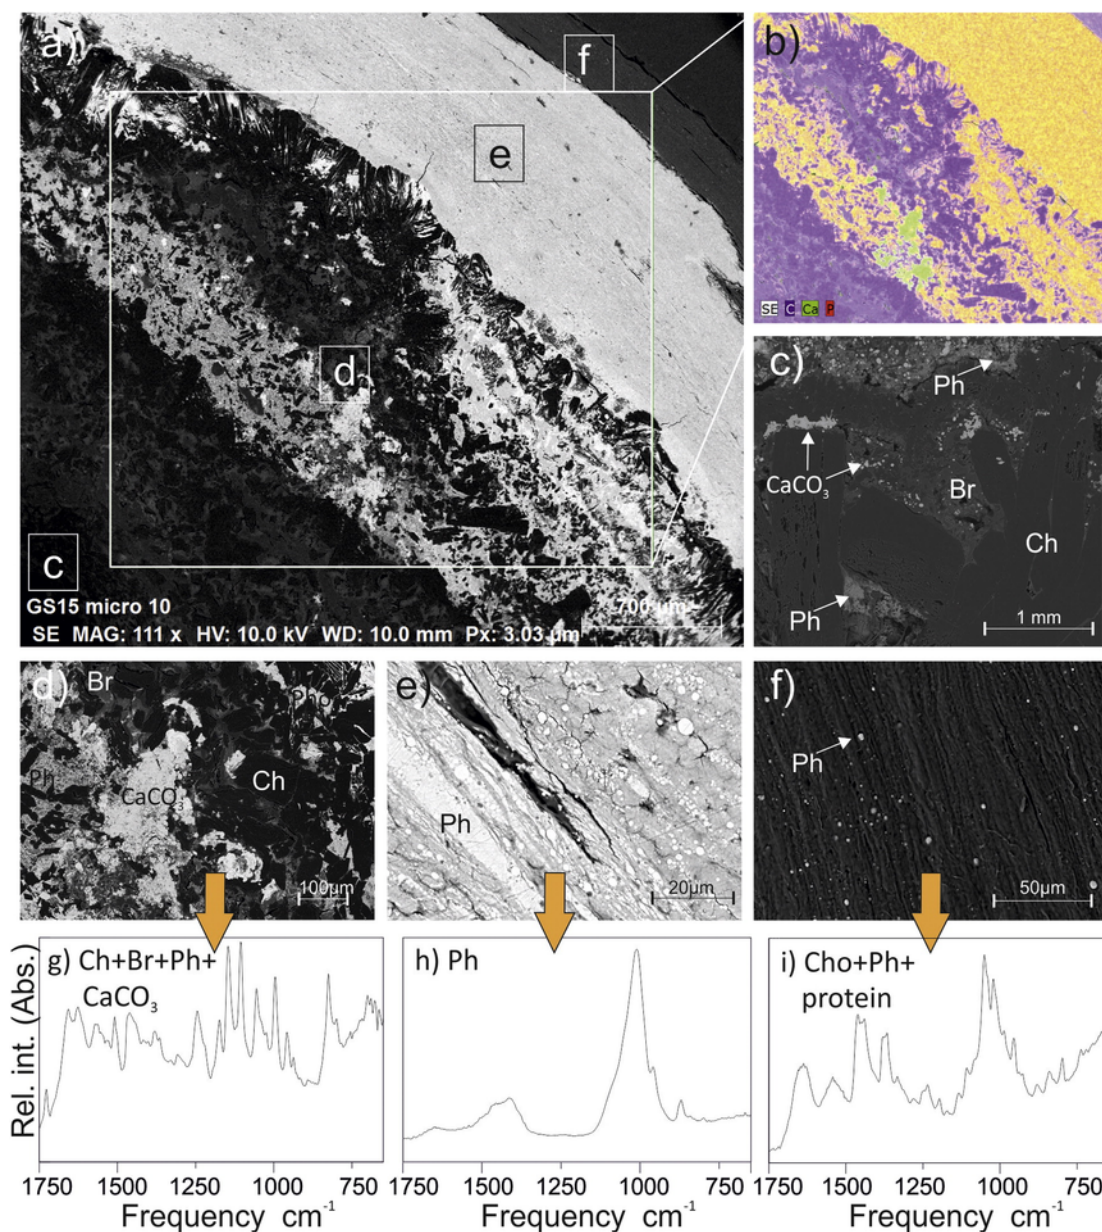 a)
f
e
d
c
GS15 micro 10
700 µm
SE MAG: 111 x HV: 10.0 kV WD: 10.0 mm Px: 3.03 µm
b)
SE C Ca P
c)
Ph
CaCO₃
Br
Ch
Ph
1 mm
d)
Br
Pho
Ph
CaCO₃
Ch
100µm
e)
Ph
20µm
f)
Ph
50µm
g) Ch+Br+Ph+
CaCO₃
h) Ph
i) Cho+Ph+
protein
Rel. int. (Abs.)
1750 1250 1000 750
1750 1250 1000 750
1750 1250 1000 750
Frequency cm⁻¹
Frequency cm⁻¹
Frequency cm⁻¹